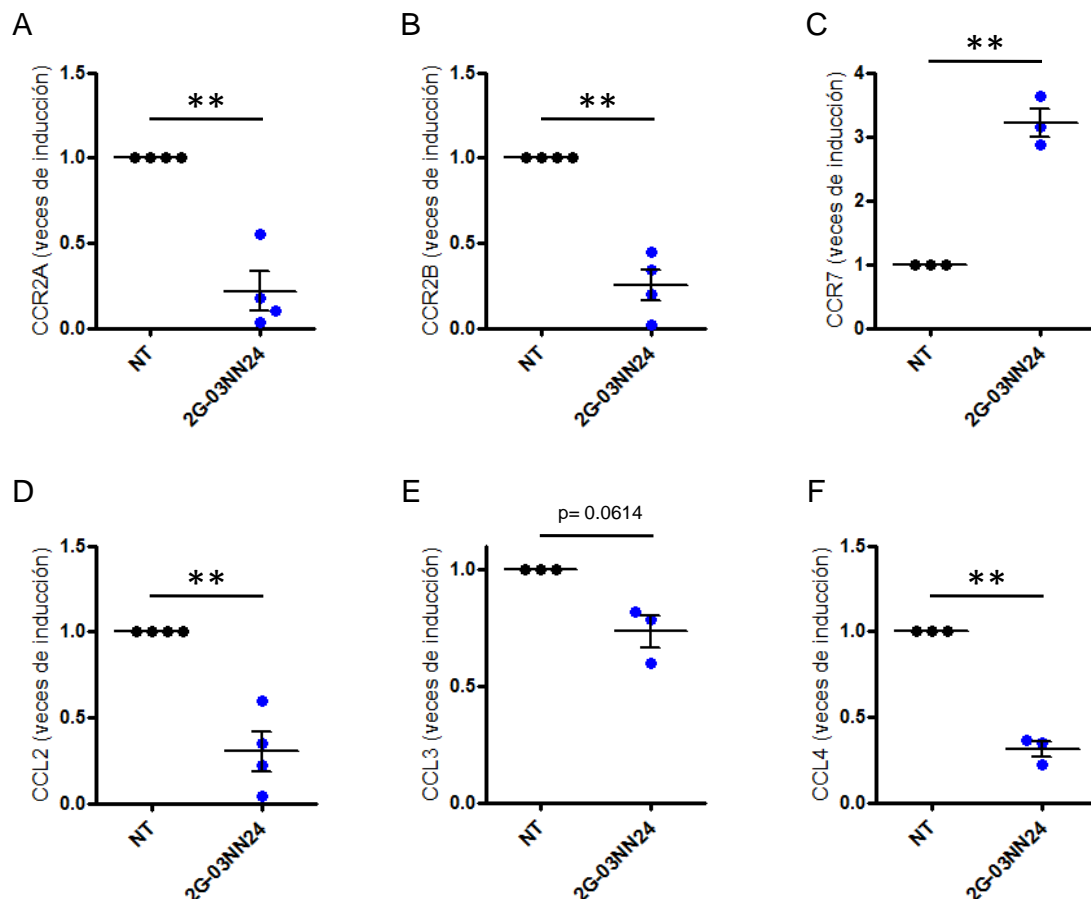 A
CCR2A (veces de inducción)
1.5
1.0
0.5
0.0
**
NT
2G-03NN24
B
CCR2B (veces de inducción)
1.5
1.0
0.5
0.0
**
NT
2G-03NN24
C
CCR7 (veces de inducción)
4
3
2
1
0
**
NT
2G-03NN24
D
CCL2 (veces de inducción)
1.5
1.0
0.5
0.0
**
NT
2G-03NN24
E
CCL3 (veces de inducción)
1.0
0.5
0.0
p= 0.0614
NT
2G-03NN24
F
CCL4 (veces de inducción)
1.5
1.0
0.5
0.0
**
NT
2G-03NN24